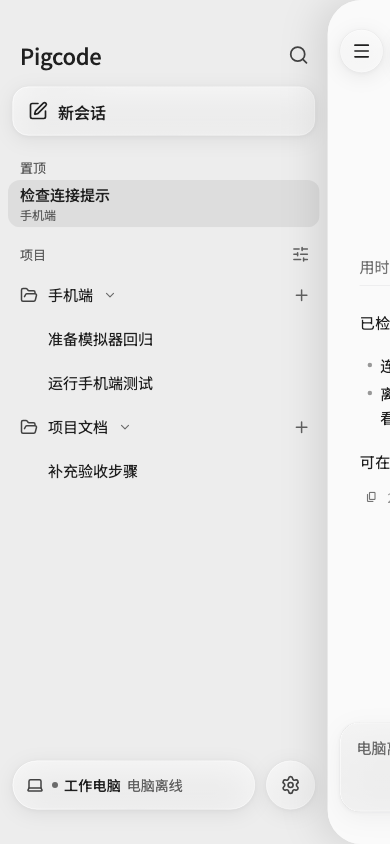 Pigcode
新会话
置顶
检查连接提示
手机端
项目
手机端
准备模拟器回归
运行手机端测试
项目文档
补充验收步骤
工作电脑 电脑离线
用时
已检
可在
电脑